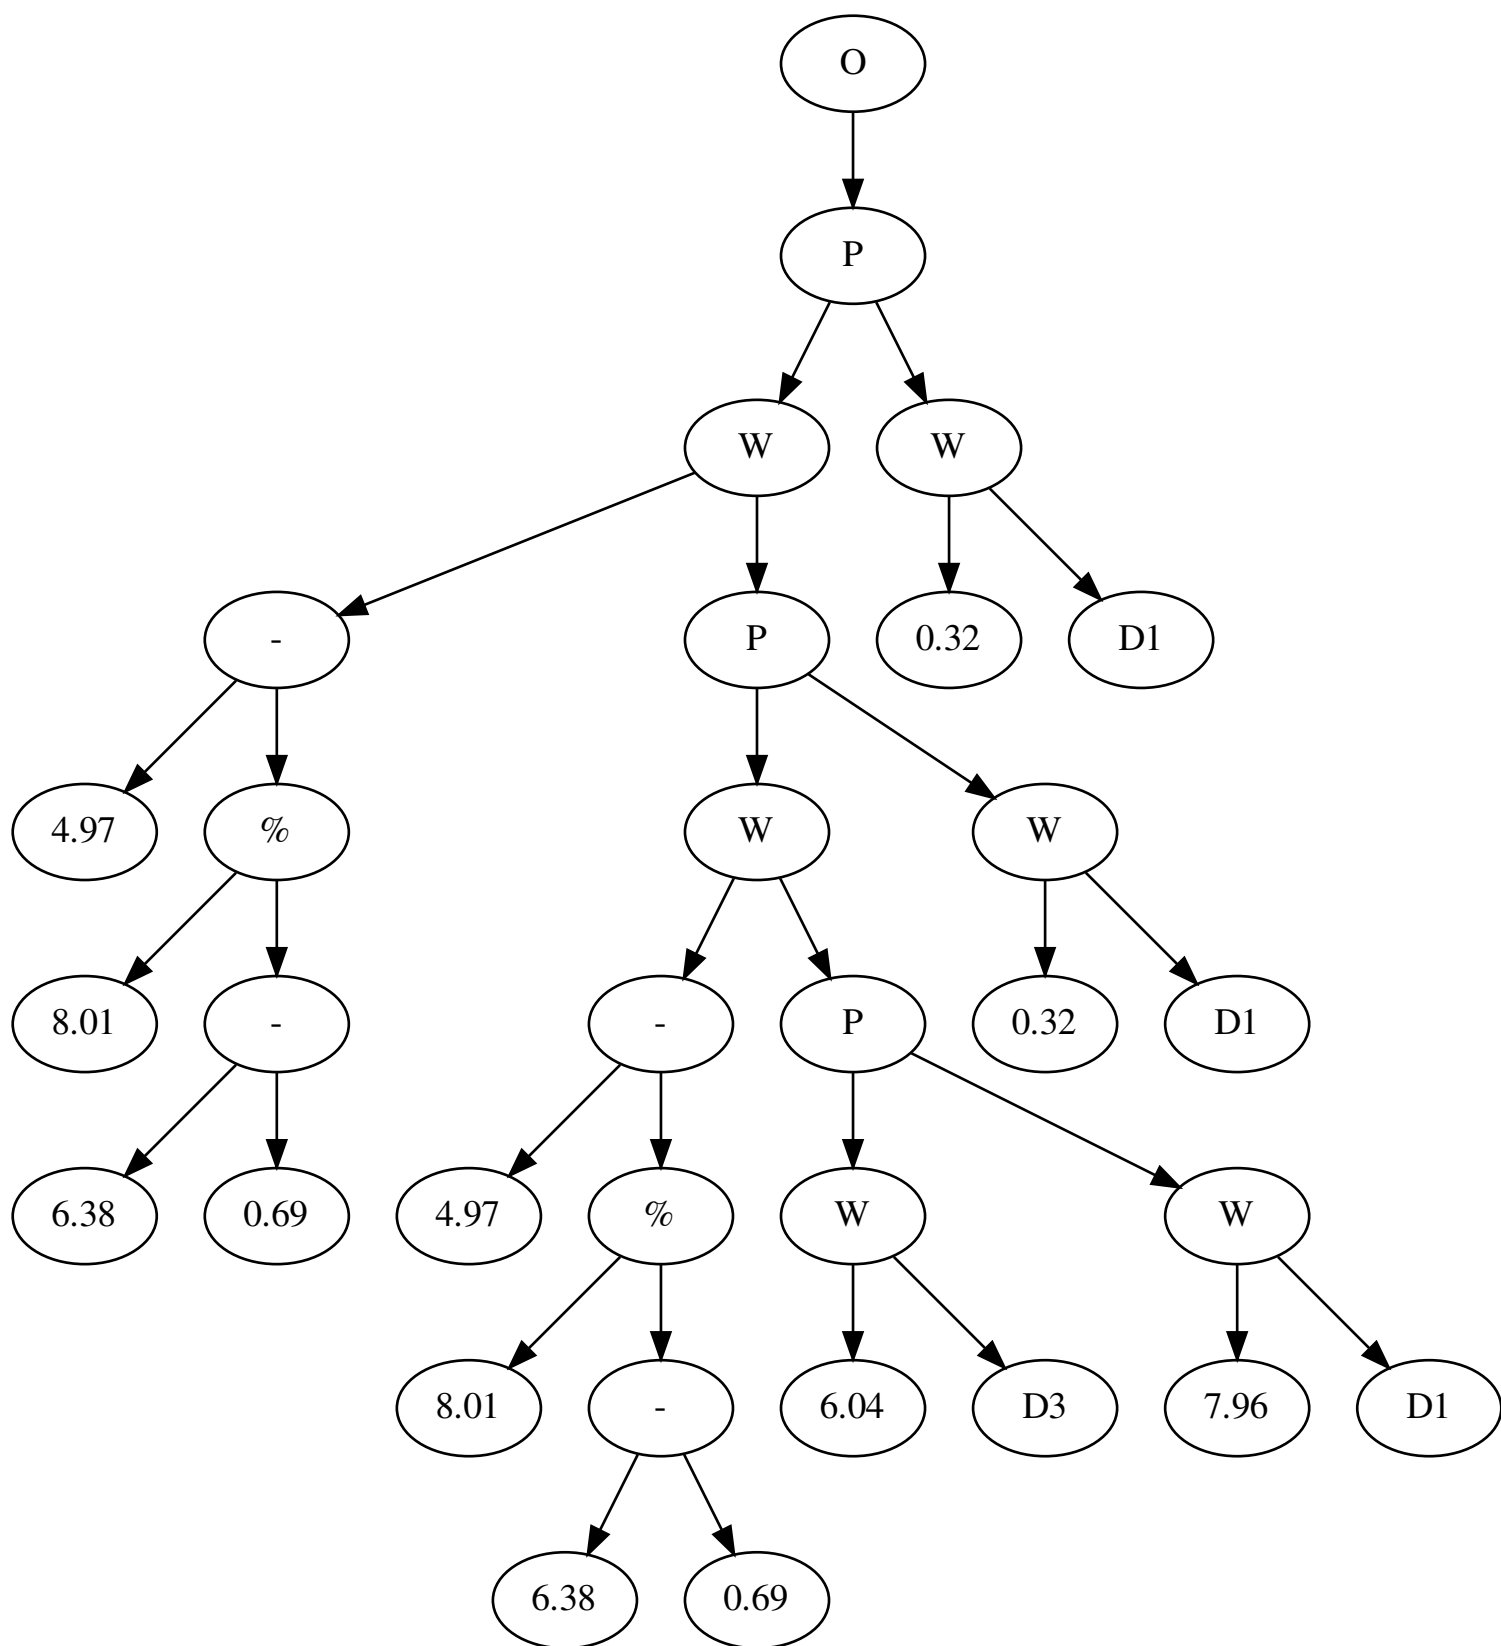 O
P
W W
- P 0.32 D1
4.97 % W W
8.01 - - P 0.32 D1
6.38 0.69 4.97 % W W
8.01 - 6.04 D3 7.96 D1
6.38 0.69